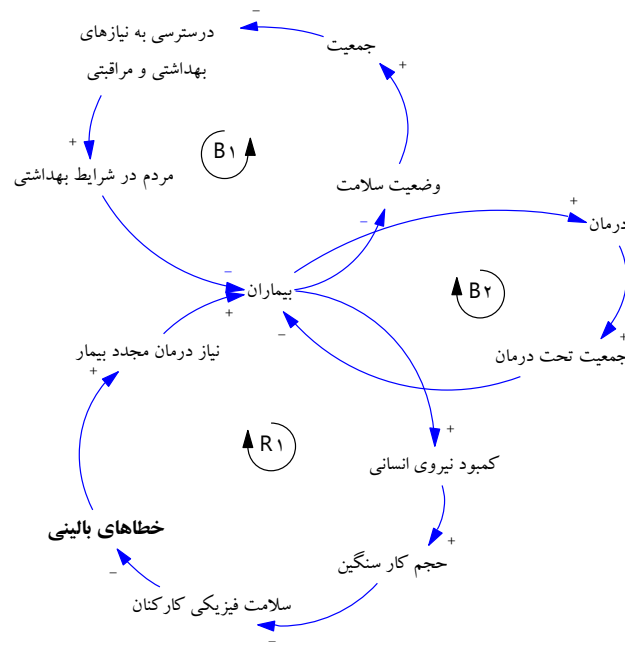 درسترسی به نیازهای
بهداشتی و مراقبتی
جمعیت
−
+
+
B۱
مردم در شرایط بهداشتی
وضعیت سلامت
−
+
درمان
−
بیماران
+
B۲
−
+
نیاز درمان مجدد بیمار
+
جمعیت تحت درمان
R۱
+
کمبود نیروی انسانی
خطاهای بالینی
+
حجم کار سنگین
−
سلامت فیزیکی کارکنان
−